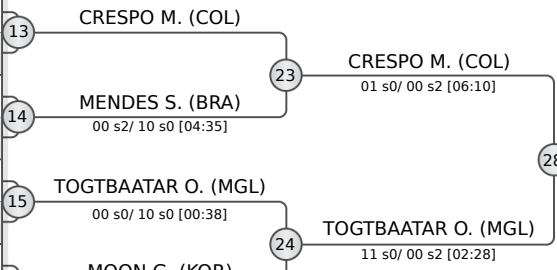 CRESPO M. (COL)
13
23
CRESPO M. (COL)
01 s0/ 00 s2 [06:10]
MENDES S. (BRA)
14
00 s2/ 10 s0 [04:35]
28
TOGTBAATAR O. (MGL)
15
00 s0/ 10 s0 [00:38]
24
TOGTBAATAR O. (MGL)
11 s0/ 00 s2 [02:28]
MOON G. (KOR)